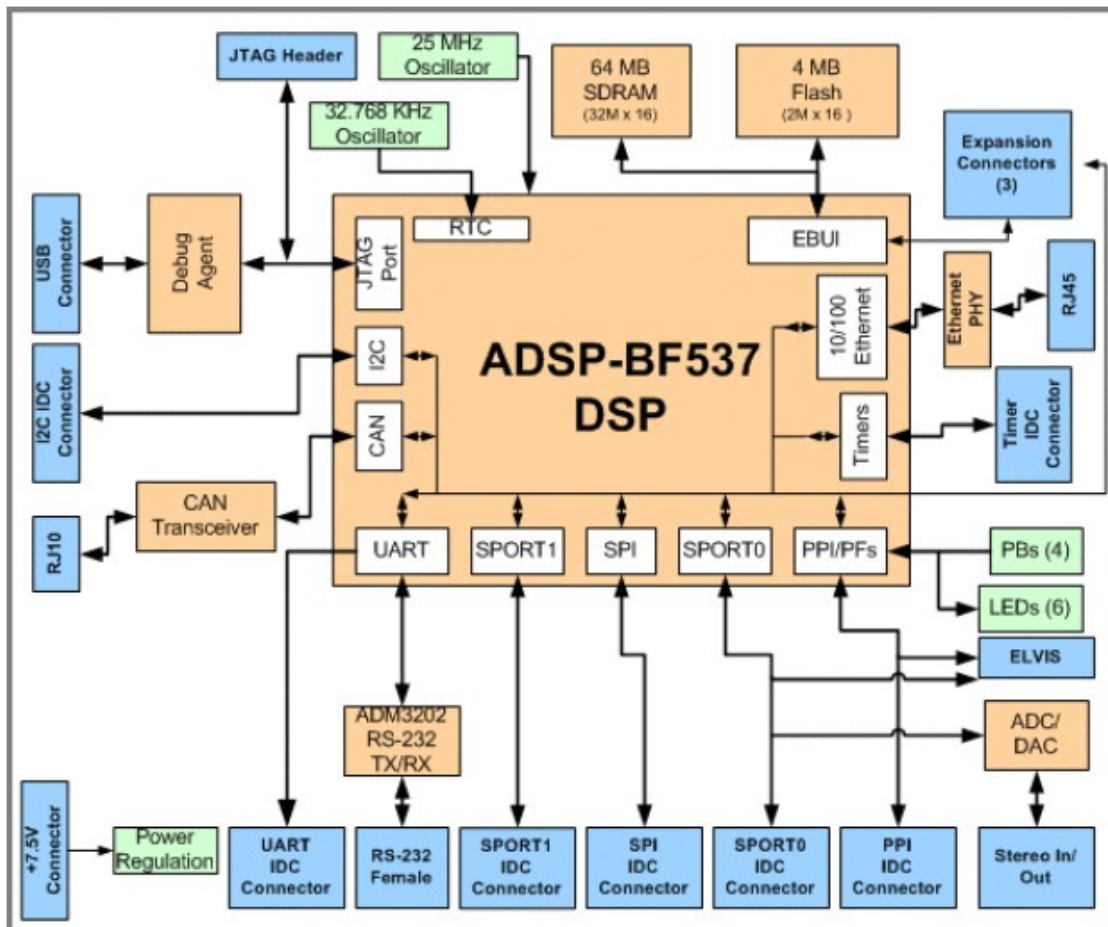 JTAG Header
25 MHz
Oscillator
32.768 KHz
Oscillator
64 MB
SDRAM
(32M x 16)
4 MB
Flash
(2M x 16 )
Expansion
Connectors
(3)
USB
Connector
Debug
Agent
JTAG
Port
RTC
EBUI
10/100
Ethernet
Ethernet
PHY
RJ45
I2C IDC
Connector
I2C
CAN
ADSP-BF537
DSP
Timers
Timer
IDC
Connector
CAN
Transceiver
RJ10
UART
SPORT1
SPI
SPORT0
PPI/PFs
PBs (4)
LEDs (6)
ELVIS
ADM3202
RS-232
TX/RX
ADC/
DAC
+7.5V
Connector
Power
Regulation
UART
IDC
Connector
RS-232
Female
SPORT1
IDC
Connector
SPI
IDC
Connector
SPORT0
IDC
Connector
PPI
IDC
Connector
Stereo In/
Out